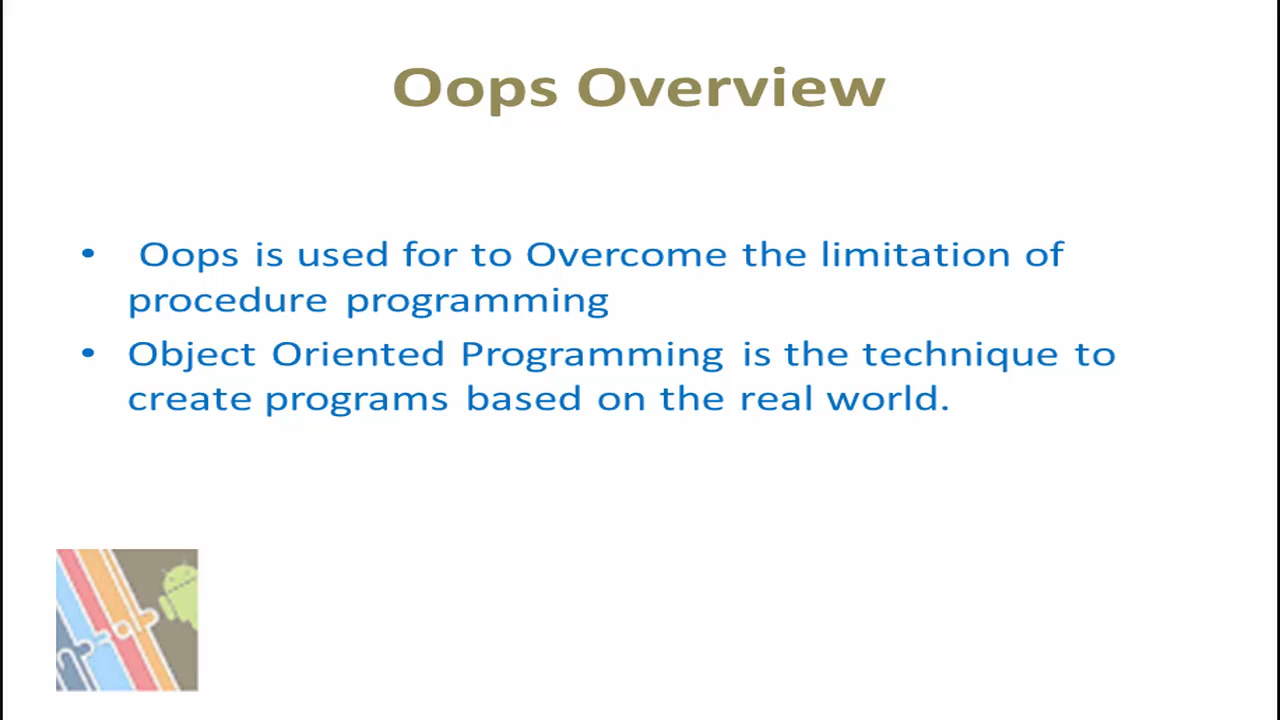 Oops Overview
• Oops is used for to Overcome the limitation of
procedure programming
• Object Oriented Programming is the technique to
create programs based on the real world.